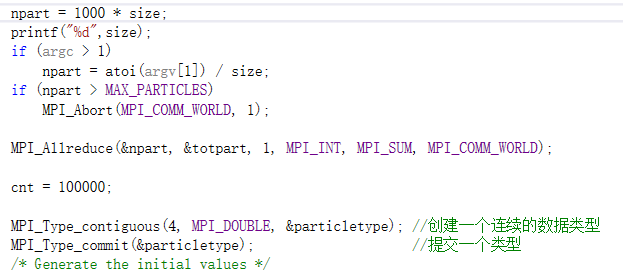 npart = 1000 * size;
printf("%d",size);
if (argc > 1)
    npart = atoi(argv[1]) / size;
if (npart > MAX_PARTICLES)
    MPI_Abort(MPI_COMM_WORLD, 1);
MPI_Allreduce(&npart, &totpart, 1, MPI_INT, MPI_SUM, MPI_COMM_WORLD);
cnt = 100000;
MPI_Type_contiguous(4, MPI_DOUBLE, &particletype); //创建一个连续的数据类型
MPI_Type_commit(&particletype);                    //提交一个类型
/* Generate the initial values */